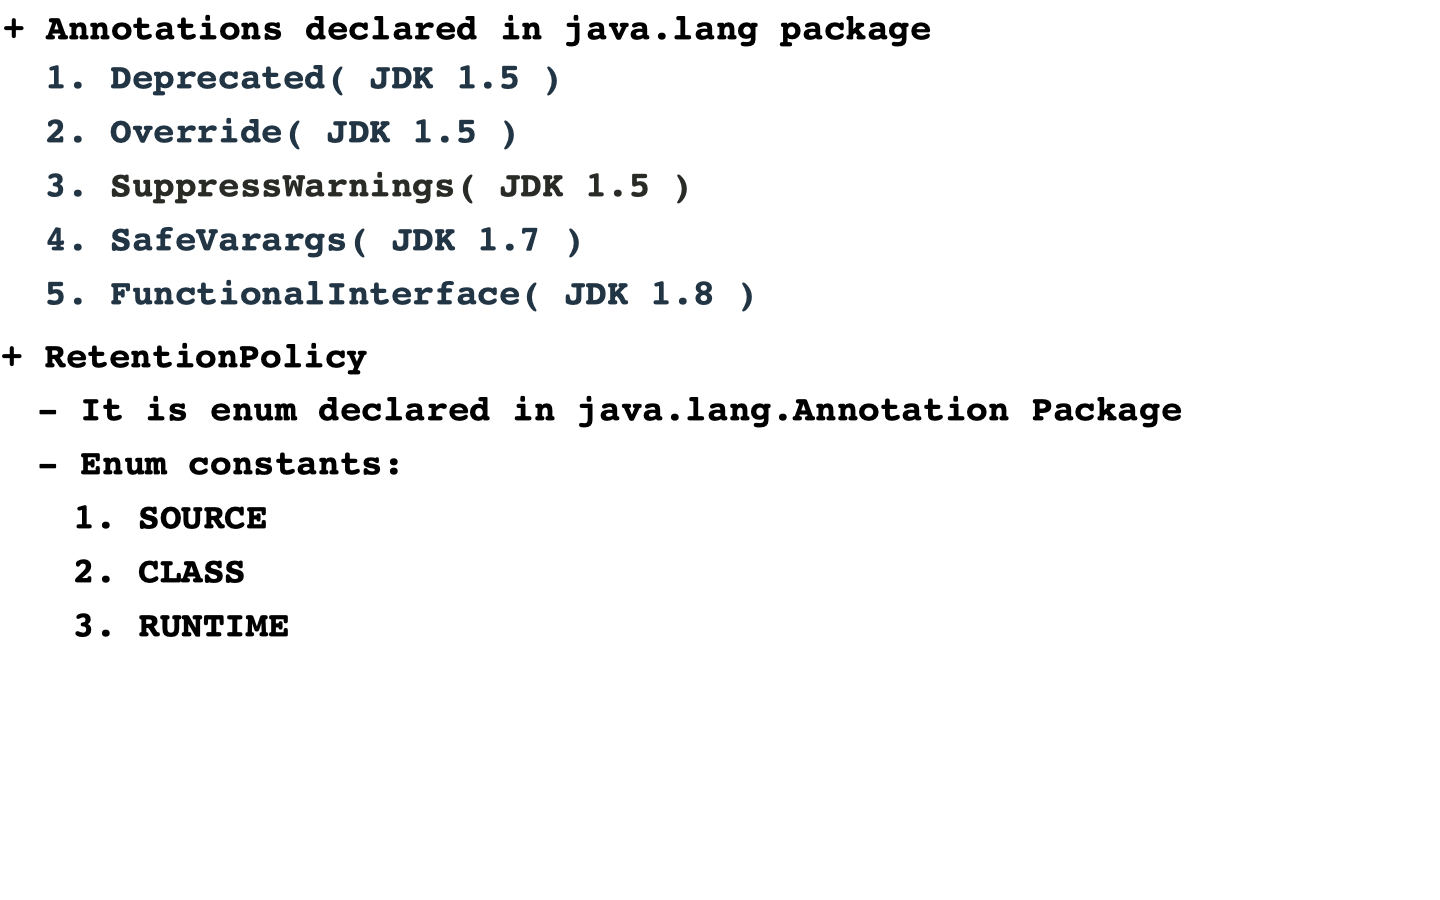 + Annotations declared in java.lang package
1. Deprecated( JDK 1.5 )
2. Override( JDK 1.5 )
3. SuppressWarnings( JDK 1.5 )
4. SafeVarargs( JDK 1.7 )
5. FunctionalInterface( JDK 1.8 )
+ RetentionPolicy
– It is enum declared in java.lang.Annotation Package
– Enum constants:
1. SOURCE
2. CLASS
3. RUNTIME